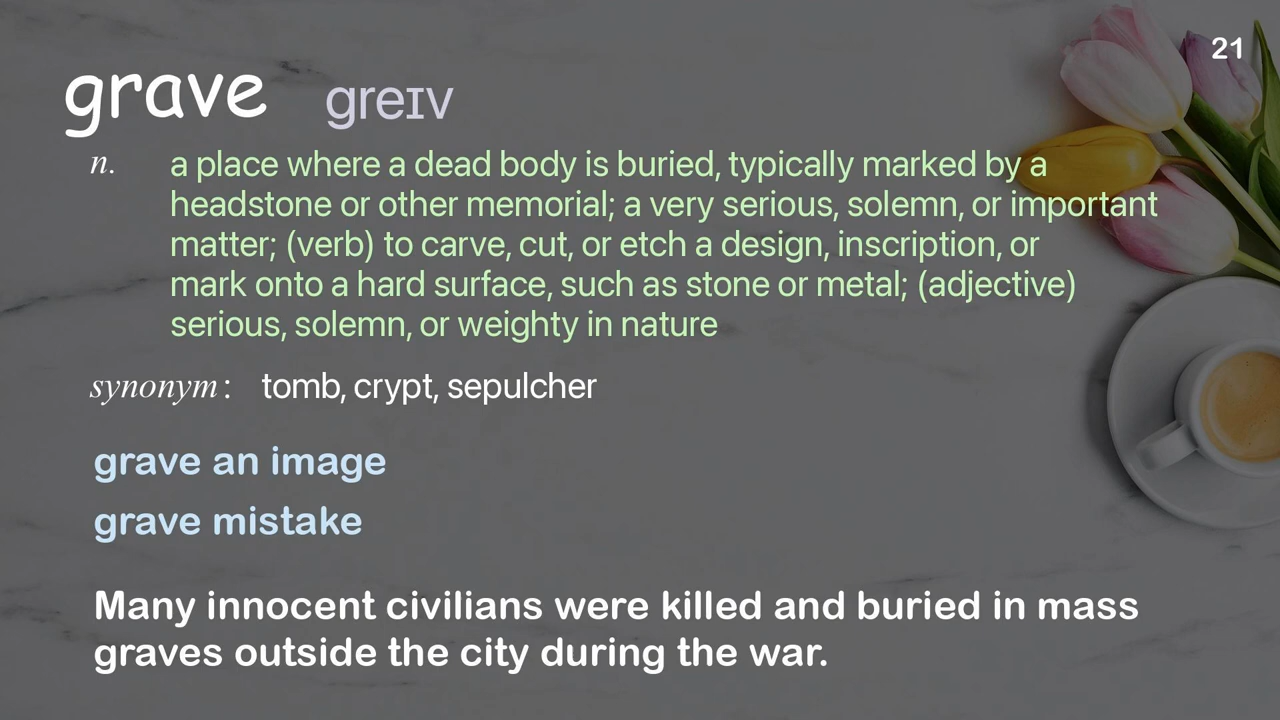 21
grave greɪv
n. a place where a dead body is buried, typically marked by a
headstone or other memorial; a very serious, solemn, or important
matter; (verb) to carve, cut, or etch a design, inscription, or
mark onto a hard surface, such as stone or metal; (adjective)
serious, solemn, or weighty in nature
synonym: tomb, crypt, sepulcher
grave an image
grave mistake
Many innocent civilians were killed and buried in mass
graves outside the city during the war.